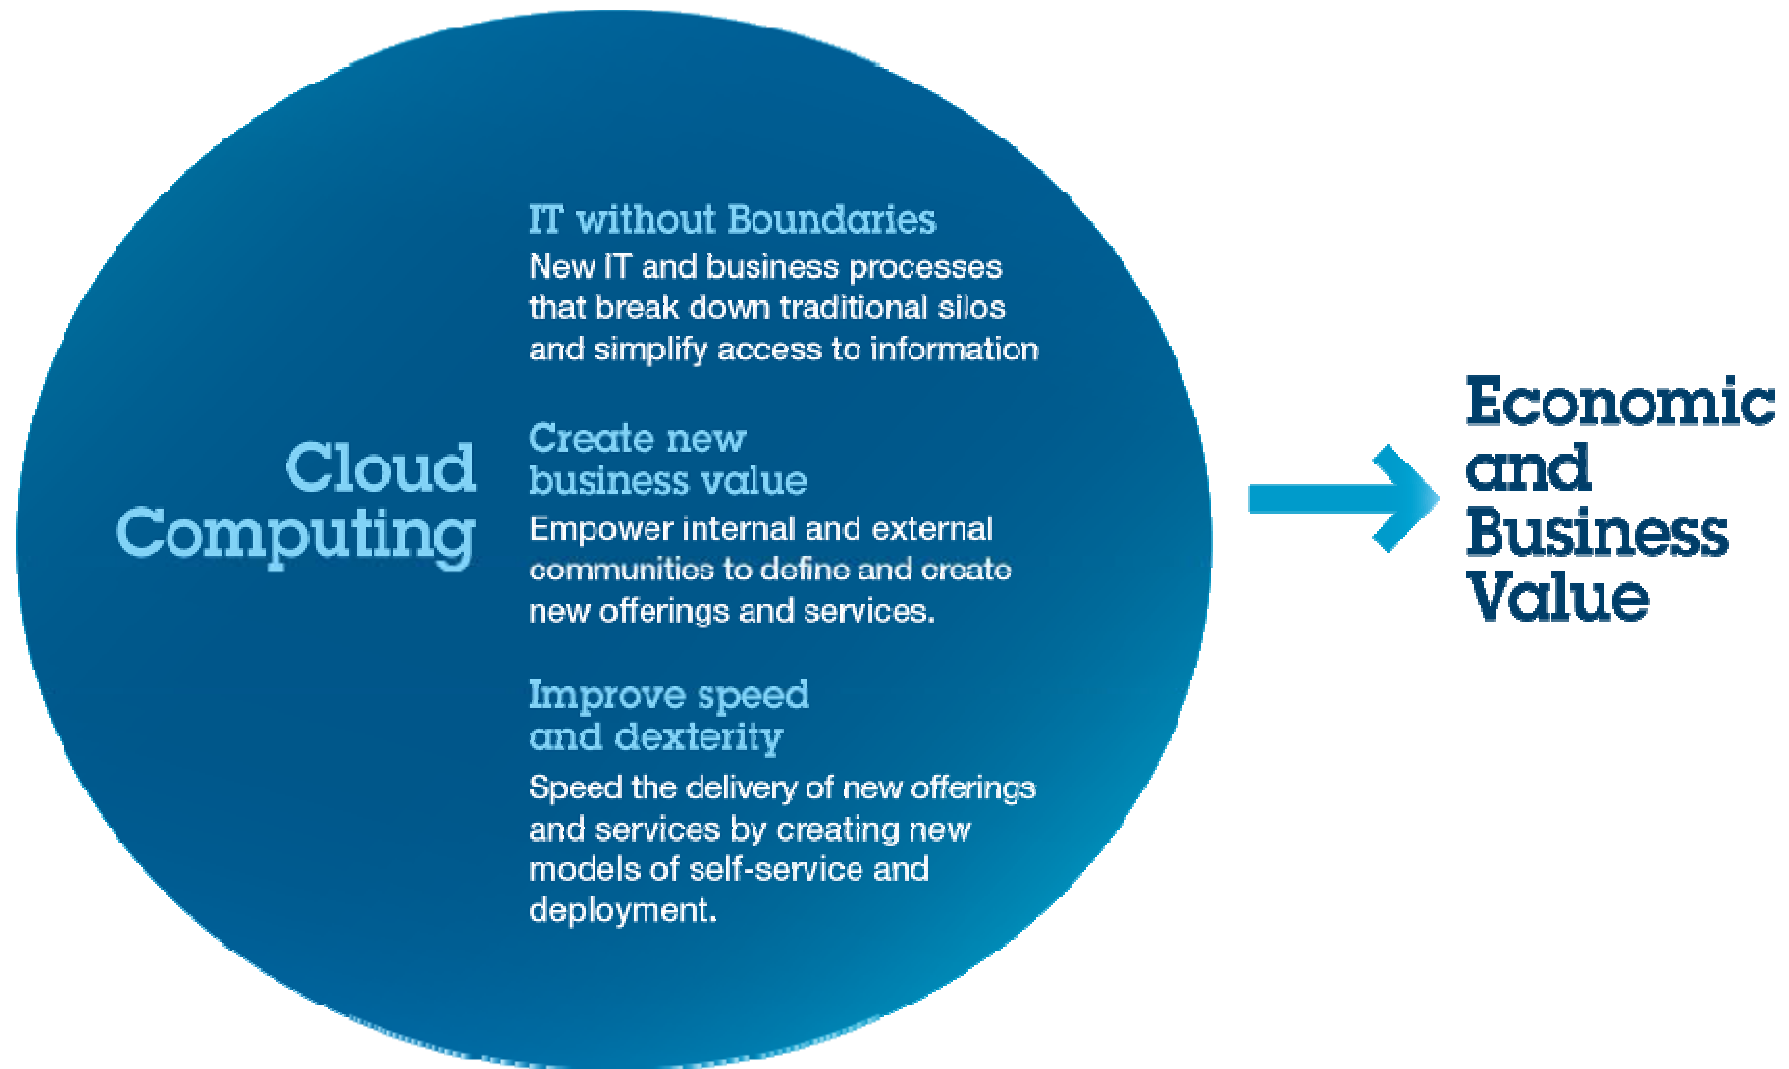 Cloud
Computing
IT without Boundaries
New IT and business processes
that break down traditional silos
and simplify access to information
Create new
business value
Empower internal and external
communities to define and create
new offerings and services.
Improve speed
and dexterity
Speed the delivery of new offerings
and services by creating new
models of self-service and
deployment.
Economic
and
Business
Value